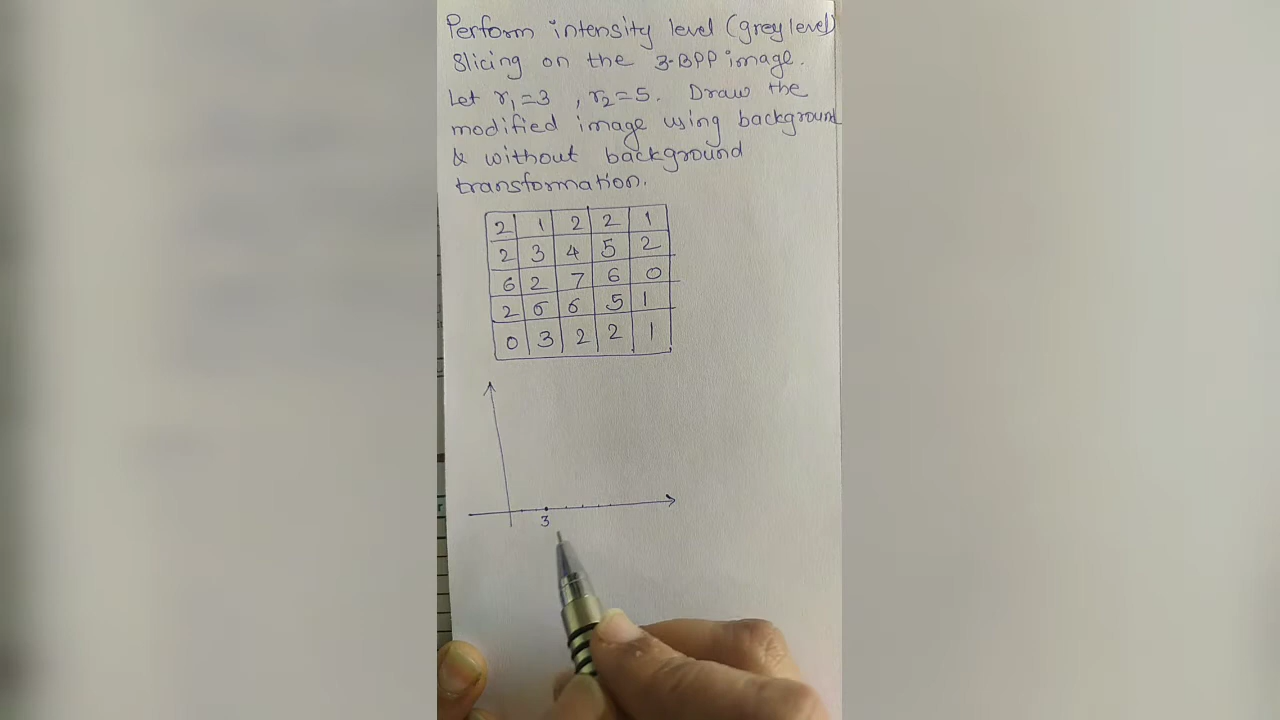 Perform intensity level (grey level)
Slicing on the 3-BPP image.
Let r1=3 , r2=5. Draw the
modified image using background
& without background
transformation.
2 1 2 2 1
2 3 4 5 2
6 2 7 6 0
2 6 6 5 1
0 3 2 2 1
3